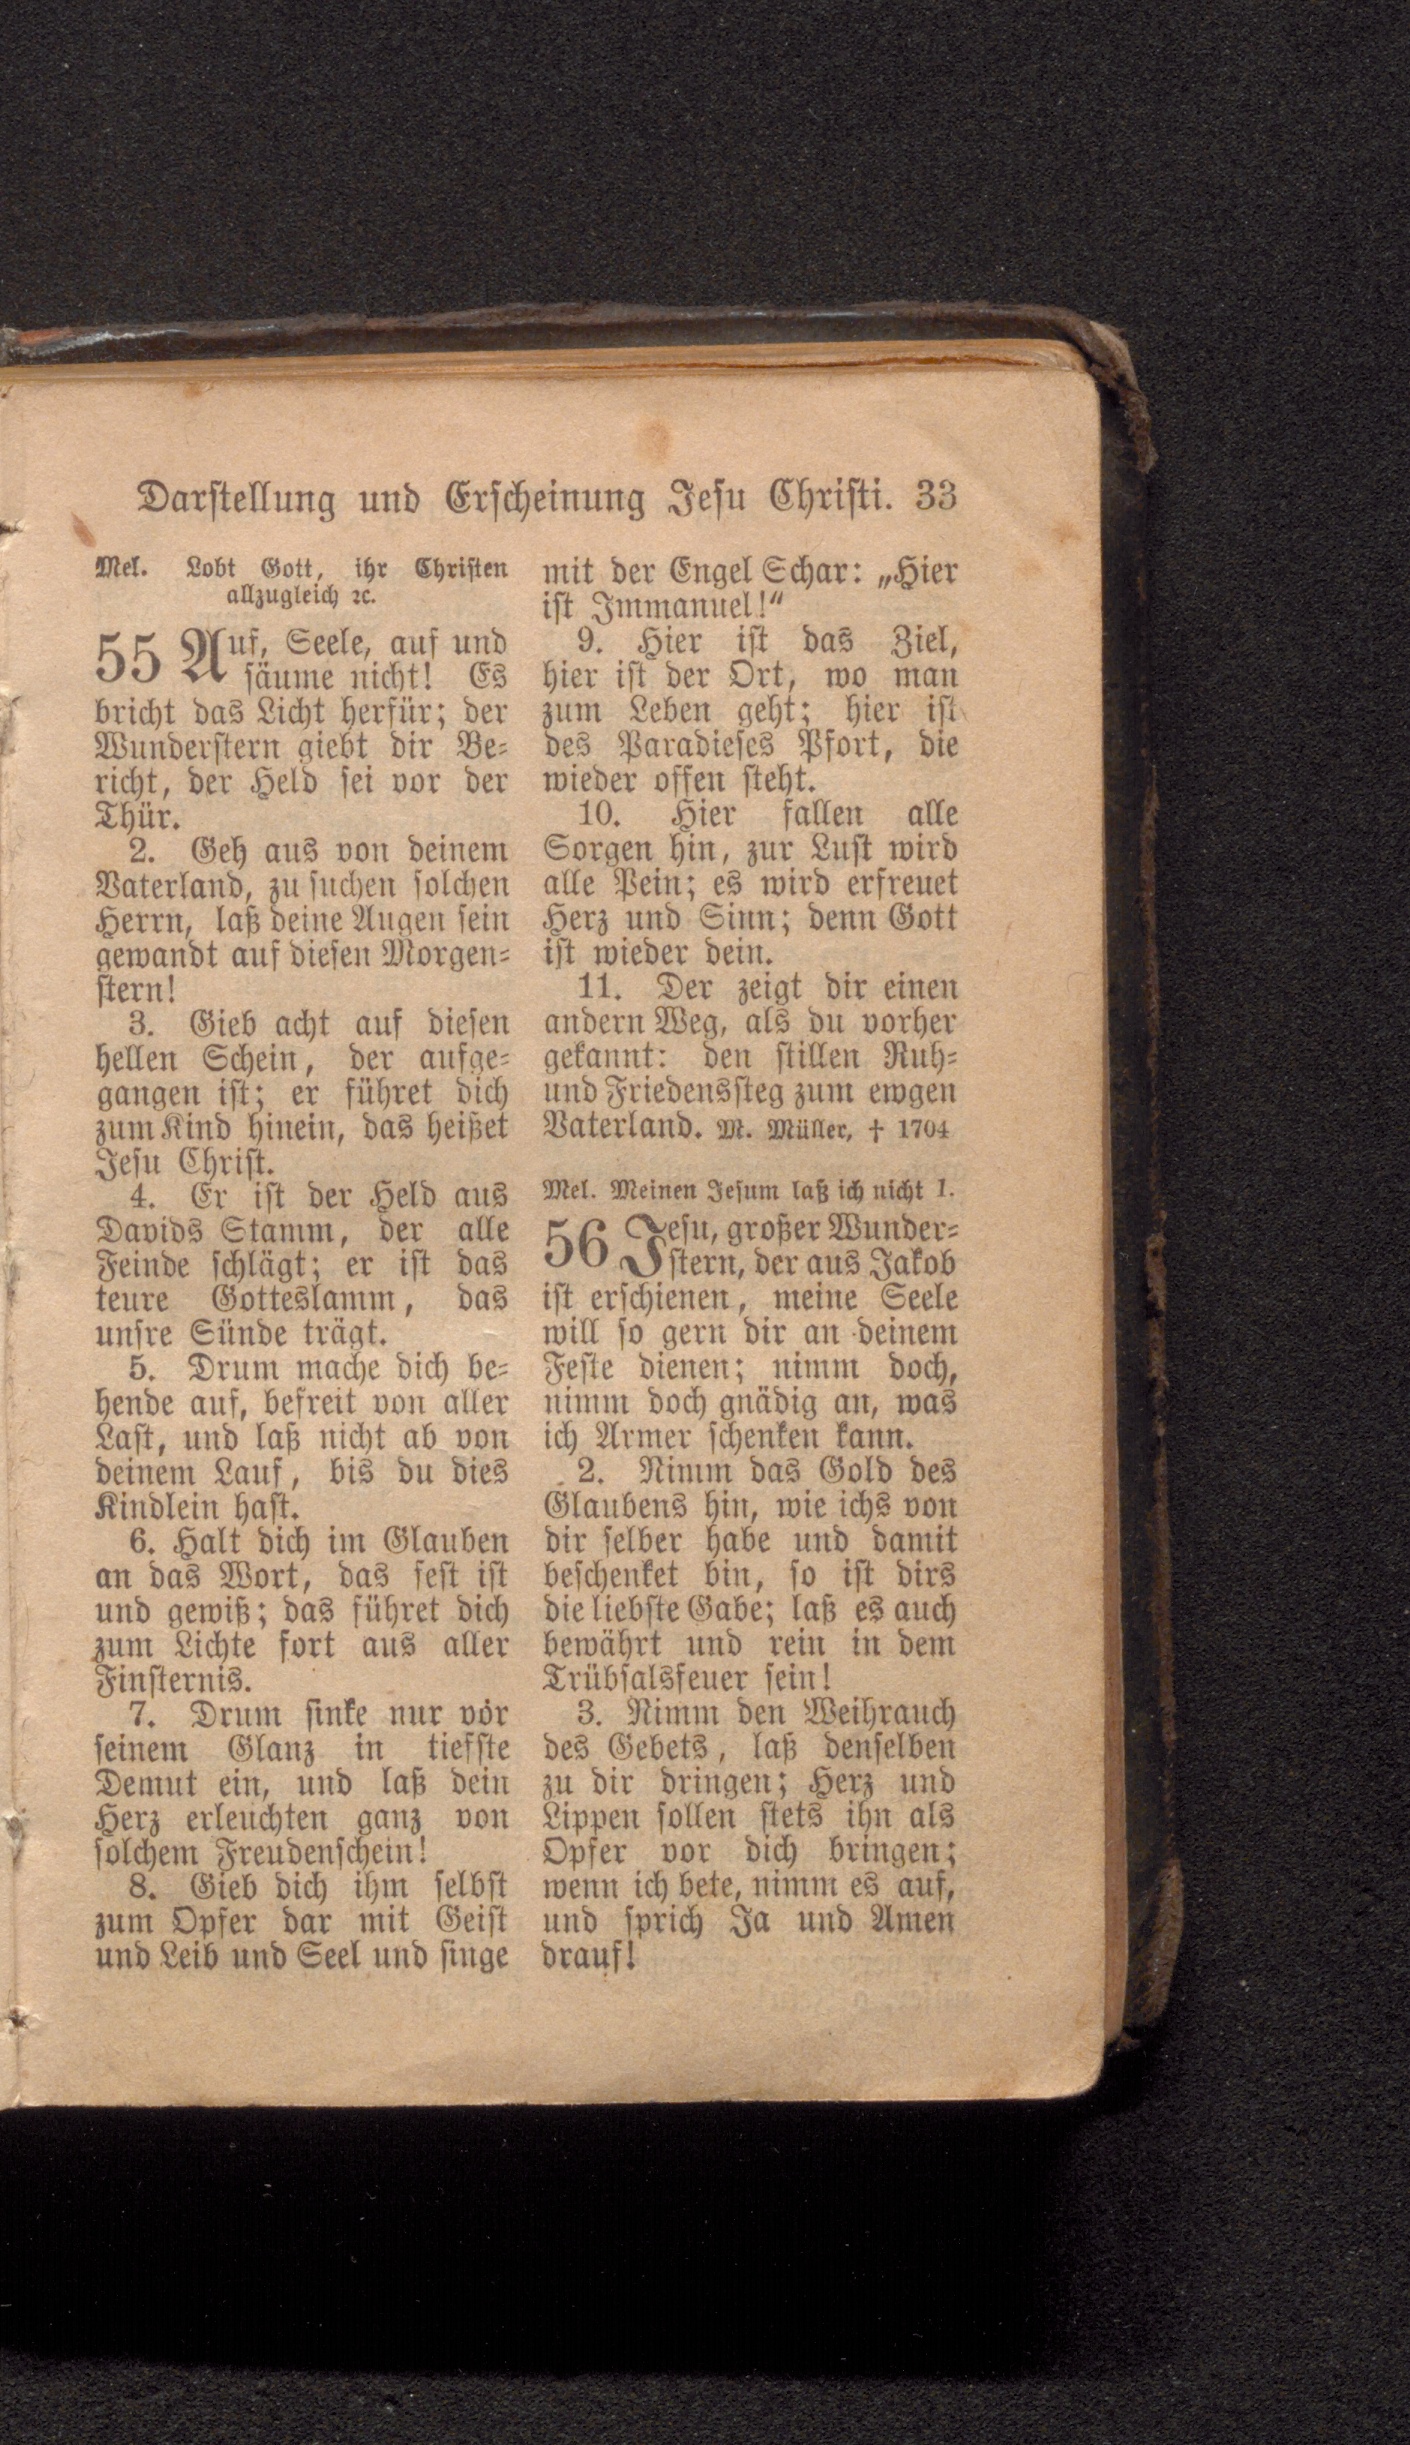 Darstellung und Erscheinung Jesu Christi. 33
Mel. Lobt Gott, ihr Christen
allzugleich ꝛc.
55 Auf, Seele, auf und
säume nicht! Es
bricht das Licht herfür; der
Wunderstern giebt dir Be-
richt, der Held sei vor der
Thür.
2. Geh aus von deinem
Vaterland, zu suchen solchen
Herrn, laß deine Augen sein
gewandt auf diesen Morgen-
stern!
3. Gieb acht auf diesen
hellen Schein, der aufge-
gangen ist; er führet dich
zum Kind hinein, das heißet
Jesu Christ.
4. Er ist der Held aus
Davids Stamm, der alle
Feinde schlägt; er ist das
teure Gotteslamm, das
unsre Sünde trägt.
5. Drum mache dich be-
hende auf, befreit von aller
Last, und laß nicht ab von
deinem Lauf, bis du dies
Kindlein hast.
6. Halt dich im Glauben
an das Wort, das fest ist
und gewiß; das führet dich
zum Lichte fort aus aller
Finsternis.
7. Drum sinke nur vor
seinem Glanz in tiefste
Demut ein, und laß dein
Herz erleuchten ganz von
solchem Freudenschein!
8. Gieb dich ihm selbst
zum Opfer dar mit Geist
und Leib und Seel und singe
mit der Engel Schar: „Hier
ist Immanuel!“
9. Hier ist das Ziel,
hier ist der Ort, wo man
zum Leben geht; hier ist
des Paradieses Pfort, die
wieder offen steht.
10. Hier fallen alle
Sorgen hin, zur Lust wird
alle Pein; es wird erfreuet
Herz und Sinn; denn Gott
ist wieder dein.
11. Der zeigt dir einen
andern Weg, als du vorher
gekannt: den stillen Ruh-
und Friedenssteg zum ewgen
Vaterland. M. Müller, † 1704
Mel. Meinen Jesum laß ich nicht 1.
56 Jesu, großer Wunder-
stern, der aus Jakob
ist erschienen, meine Seele
will so gern dir an deinem
Feste dienen; nimm doch,
nimm doch gnädig an, was
ich Armer schenken kann.
2. Nimm das Gold des
Glaubens hin, wie ichs von
dir selber habe und damit
beschenket bin, so ist dirs
die liebste Gabe; laß es auch
bewährt und rein in dem
Trübsalsfeuer sein!
3. Nimm den Weihrauch
des Gebets, laß denselben
zu dir dringen; Herz und
Lippen sollen stets ihn als
Opfer vor dich bringen;
wenn ich bete, nimm es auf,
und sprich Ja und Amen
drauf!